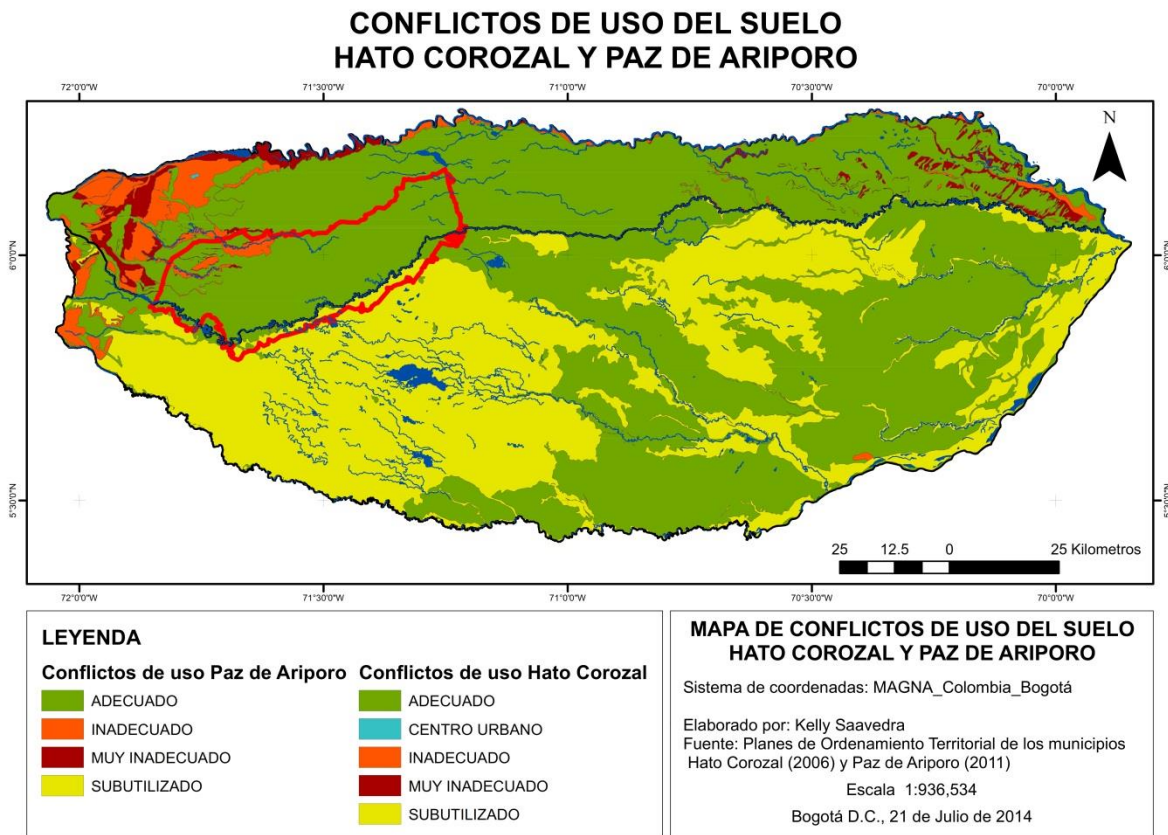 CONFLICTOS DE USO DEL SUELO
HATO COROZAL Y PAZ DE ARIPORO
72°0'0"W 71°30'0"W 71°0'0"W 70°30'0"W 70°0'0"W
N
6°0'0"N 6°0'0"N
5°30'0"N 5°30'0"N
25 12.5 0 25 Kilometros
72°0'0"W 71°30'0"W 71°0'0"W 70°30'0"W 70°0'0"W
LEYENDA
Conflictos de uso Paz de Ariporo
ADECUADO
INADECUADO
MUY INADECUADO
SUBUTILIZADO
Conflictos de uso Hato Corozal
ADECUADO
CENTRO URBANO
INADECUADO
MUY INADECUADO
SUBUTILIZADO
MAPA DE CONFLICTOS DE USO DEL SUELO
HATO COROZAL Y PAZ DE ARIPORO
Sistema de coordenadas: MAGNA_Colombia_Bogotá
Elaborado por: Kelly Saavedra
Fuente: Planes de Ordenamiento Territorial de los municipios
Hato Corozal (2006) y Paz de Ariporo (2011)
Escala 1:936,534
Bogotá D.C., 21 de Julio de 2014